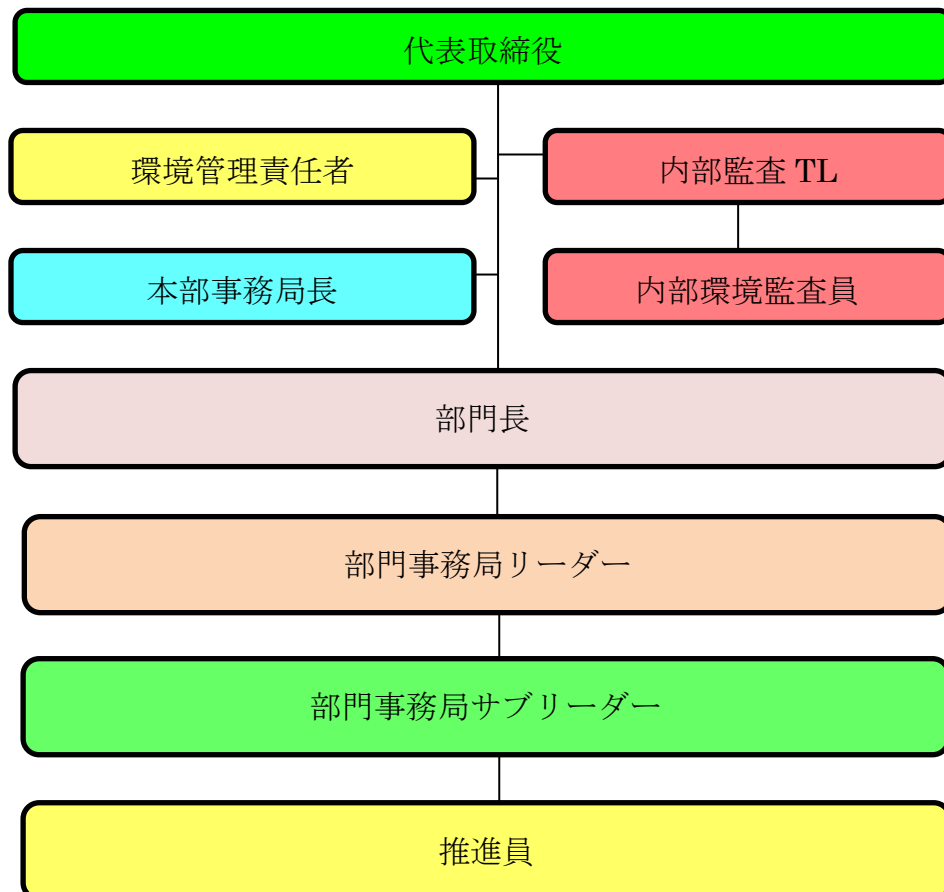 代表取締役
環境管理責任者
内部監査 TL
本部事務局長
内部環境監査員
部門長
部門事務局リーダー
部門事務局サブリーダー
推進員